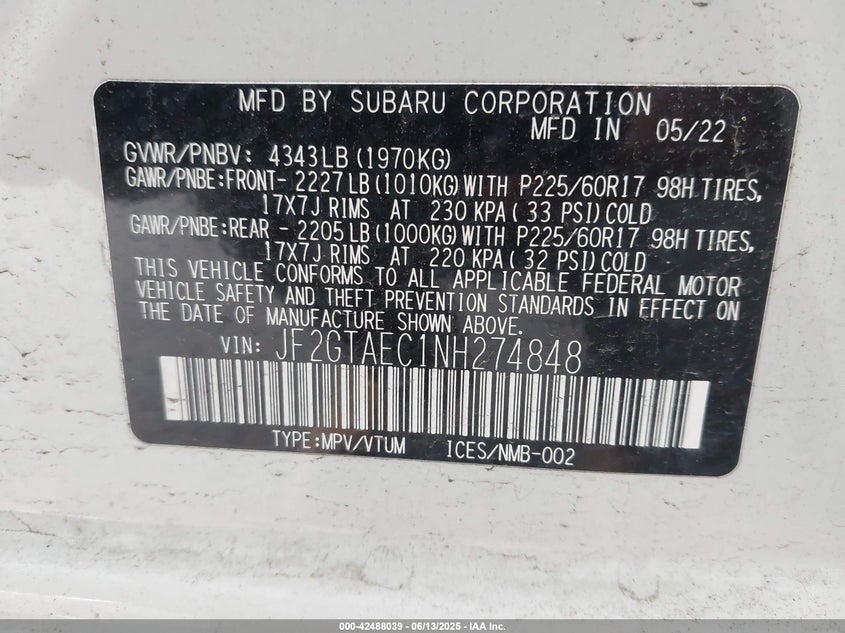 MFD BY SUBARU CORPORATION
MFD IN 05/22
GVWR/PNBV: 4343LB(1970KG)
GAWR/PNBE:FRONT- 2227LB(1010KG)WITH P225/60R17 98H TIRES,
17X7J RIMS AT 230 KPA( 33 PSI)COLD
GAWR/PNBE:REAR - 2205LB(1000KG)WITH P225/60R17 98H TIRES,
17X7J RIMS AT 220 KPA( 32 PSI)COLD
THIS VEHICLE CONFORMS TO ALL APPLICABLE FEDERAL MOTOR
VEHICLE SAFETY AND THEFT PREVENTION STANDARDS IN EFFECT ON
THE DATE OF MANUFACTURE SHOWN ABOVE.
VIN: JF2GTAEC1NH274848
TYPE:MPV/VTUM ICES/NMB-002
000-42488039 - 06/13/2025 - IAA Inc.